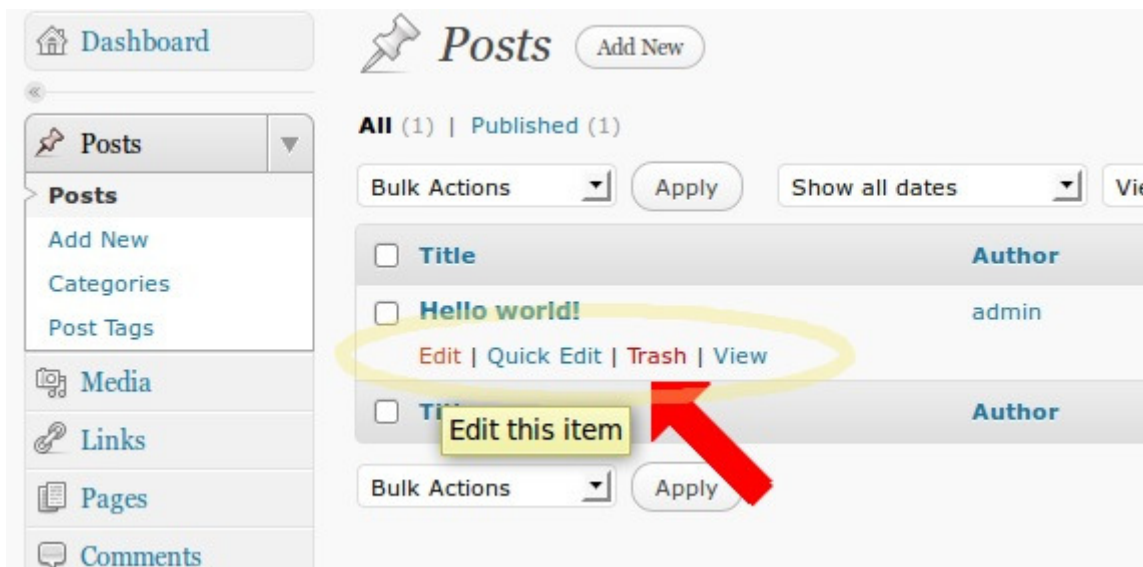 Dashboard
Posts Add New
All (1) | Published (1)
Posts
Bulk Actions Apply Show all dates
Posts
Add New
Title Author
Categories
Hello world! admin
Post Tags
Edit | Quick Edit | Trash | View
Media
Author
Edit this item
Links
Bulk Actions Apply
Pages
Comments